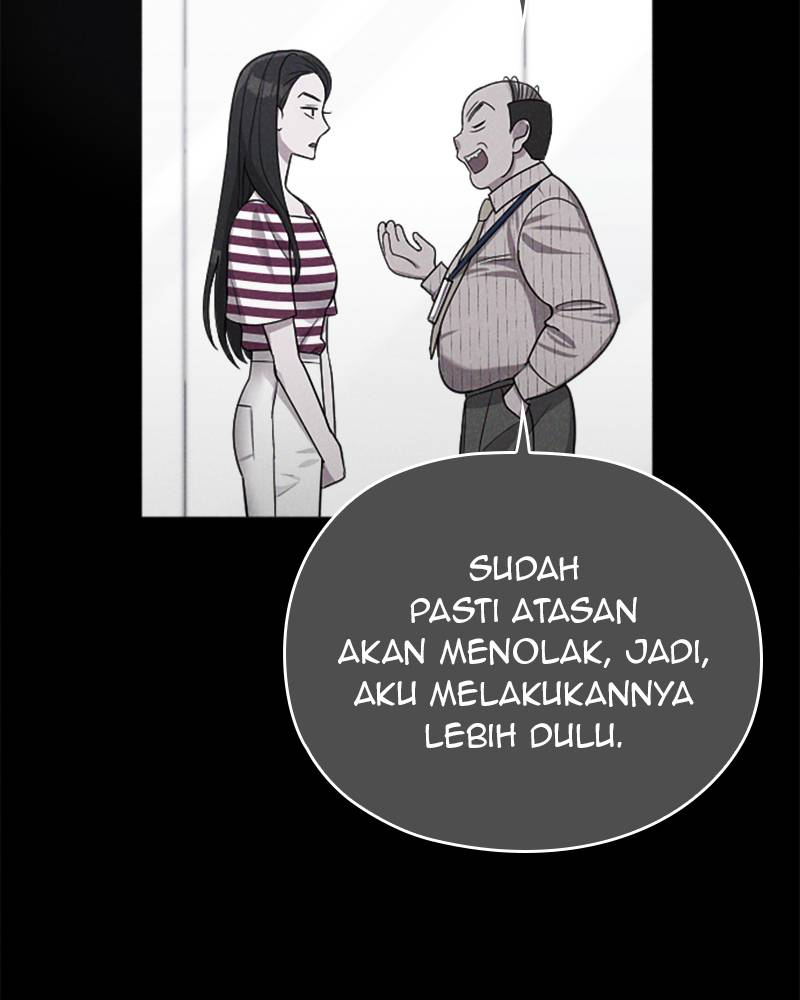 SUDAH
PASTI ATASAN
AKAN MENOLAK, JADI,
AKU MELAKUKANNYA
LEBIH DULU.